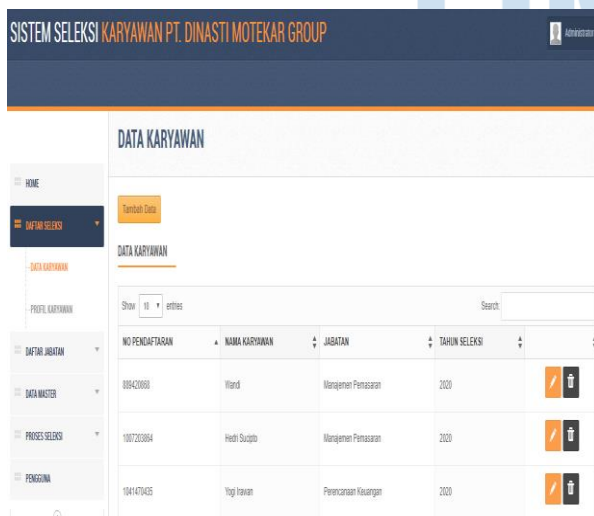 SISTEM SELEKSI KARYAWAN PT. DINASTI MOTEKAR GROUP
Administrator
DATA KARYAWAN
HOME
Tambah Data
DAFTAR SELEKSI
DATA KARYAWAN
DATA KARYAWAN
PROFIL KARYAWAN
Show 10 entries Search:
NO PENDAFTARAN NAMA KARYAWAN JABATAN TAHUN SELEKSI
DAFTAR JABATAN
889420868 Wandi Manajemen Pemasaran 2020
DATA MASTER
PROSES SELEKSI
1007203864 Hedri Sucipto Manajemen Pemasaran 2020
PENGGUNA
1041470435 Yogi Irawan Perencanaan Keuangan 2020